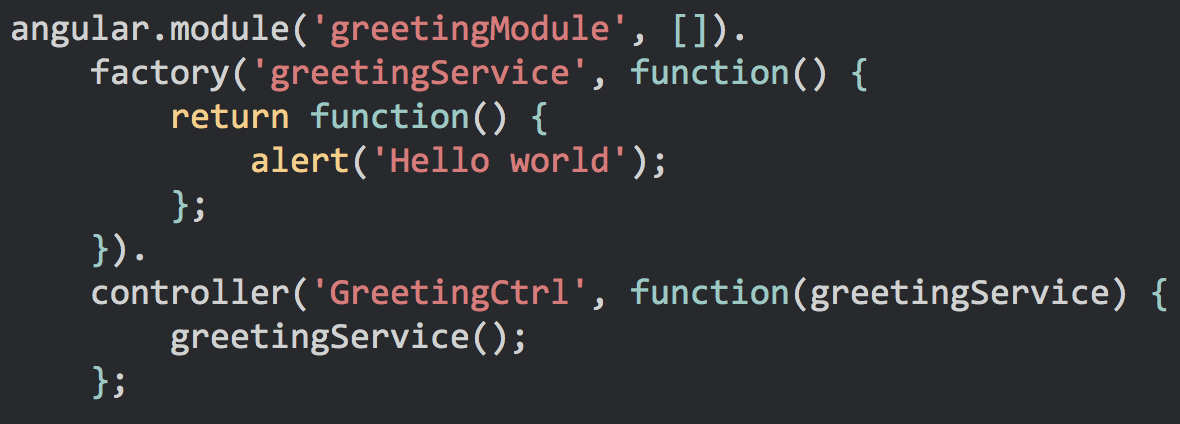 angular.module('greetingModule', []).
    factory('greetingService', function() {
        return function() {
            alert('Hello world');
        };
    }).
    controller('GreetingCtrl', function(greetingService) {
        greetingService();
    };